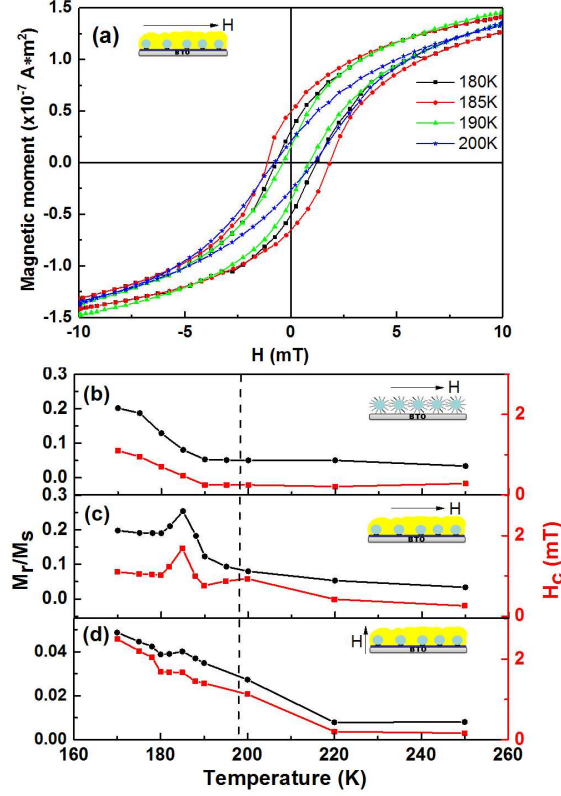 (a)
H
BTO
180K
185K
190K
200K
Magnetic moment (x10⁻⁷ A*m²)
1.5
1.0
0.5
0.0
-0.5
-1.0
-1.5
-10
-5
0
5
10
H (mT)
(b)
H
BTO
0.3
0.2
0.1
0.0
2
0
(c)
H
BTO
0.3
0.2
0.1
0.0
2
0
Mr/Ms
Hc (mT)
(d)
H
BTO
0.04
0.02
0.00
2
0
160
180
200
220
240
260
Temperature (K)